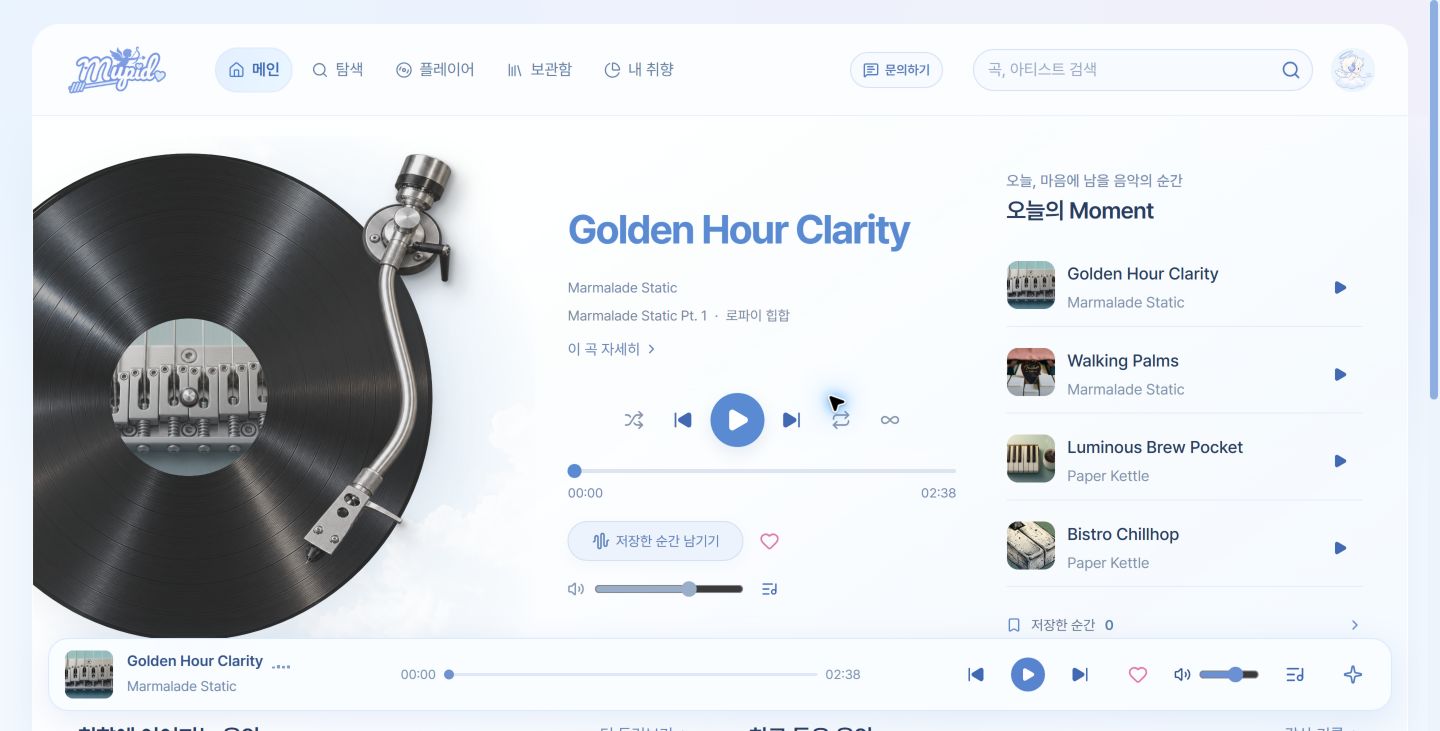 Mupid
메인
탐색
플레이어
보관함
내 취향
문의하기
곡, 아티스트 검색
Golden Hour Clarity
Marmalade Static
Marmalade Static Pt. 1 · 로파이 힙합
이 곡 자세히
00:00
02:38
저장한 순간 남기기
오늘, 마음에 남을 음악의 순간
오늘의 Moment
Golden Hour Clarity
Marmalade Static
Walking Palms
Marmalade Static
Luminous Brew Pocket
Paper Kettle
Bistro Chillhop
Paper Kettle
저장한 순간 0
Golden Hour Clarity
Marmalade Static
00:00
02:38